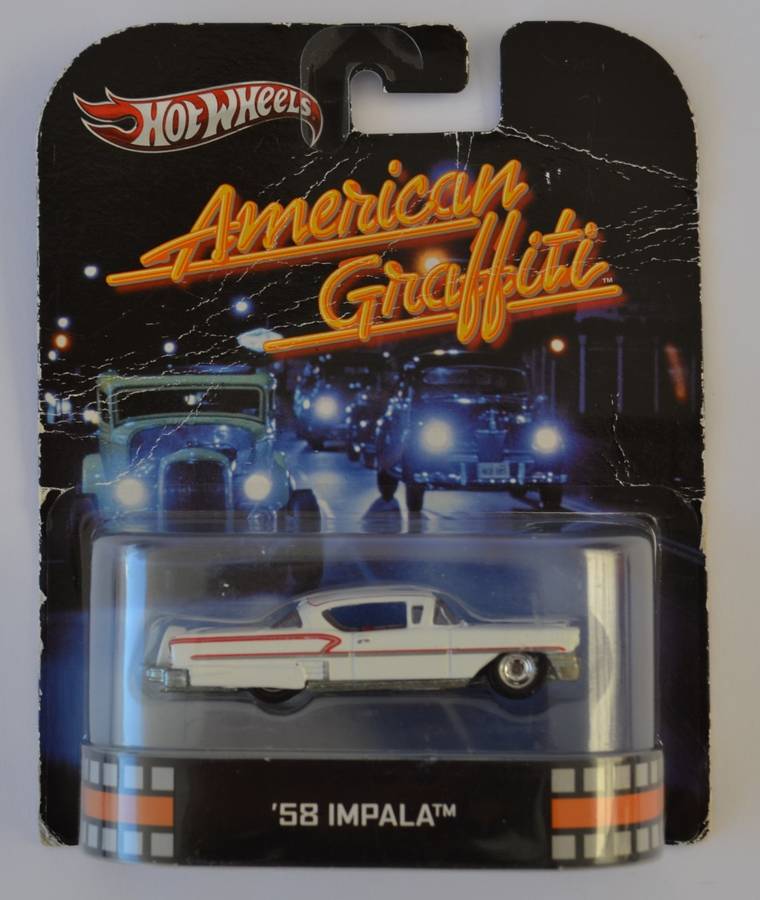 HOT WHEELS
American
Graffiti™
'58 IMPALA™